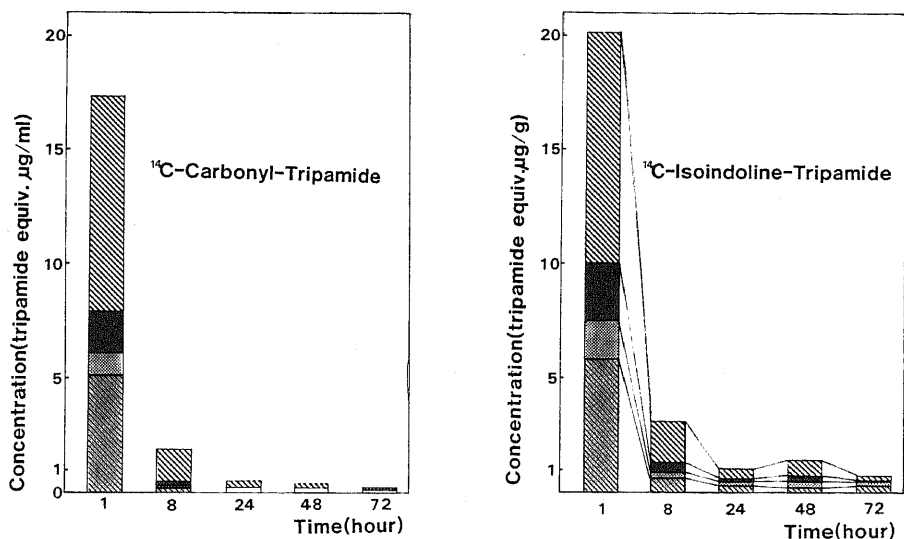 Concentration(tripamide equiv. µg/ml)
20
15
10
5
1
0
¹⁴C-Carbonyl-Tripamide
1 8 24 48 72
Time(hour)
Concentration(tripamide equiv.µg/g)
20
15
10
5
1
0
¹⁴C-Isoindoline-Tripamide
1 8 24 48 72
Time(hour)